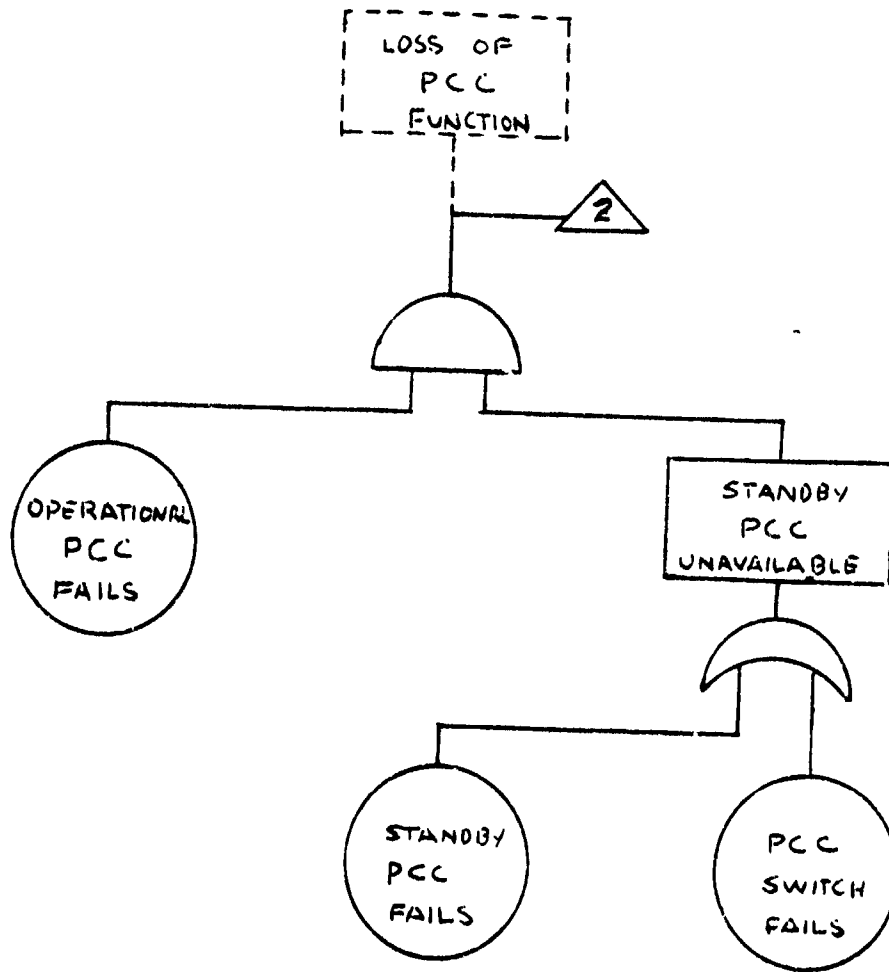 LOSS OF
PCC
FUNCTION
2
OPERATIONAL
PCC
FAILS
STANDBY
PCC
UNAVAILABLE
STANDBY
PCC
FAILS
PCC
SWITCH
FAILS